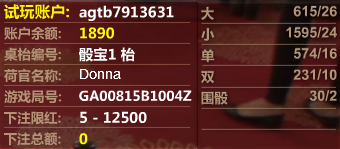 试玩账户: agtb7913631
账户余额: 1890
桌枱编号: 骰宝1 枱
荷官名称: Donna
游戏局号: GA00815B1004Z
下注限红: 5 - 12500
下注总额: 0
大 615/26
小 1595/24
单 574/16
双 231/10
围骰 30/2